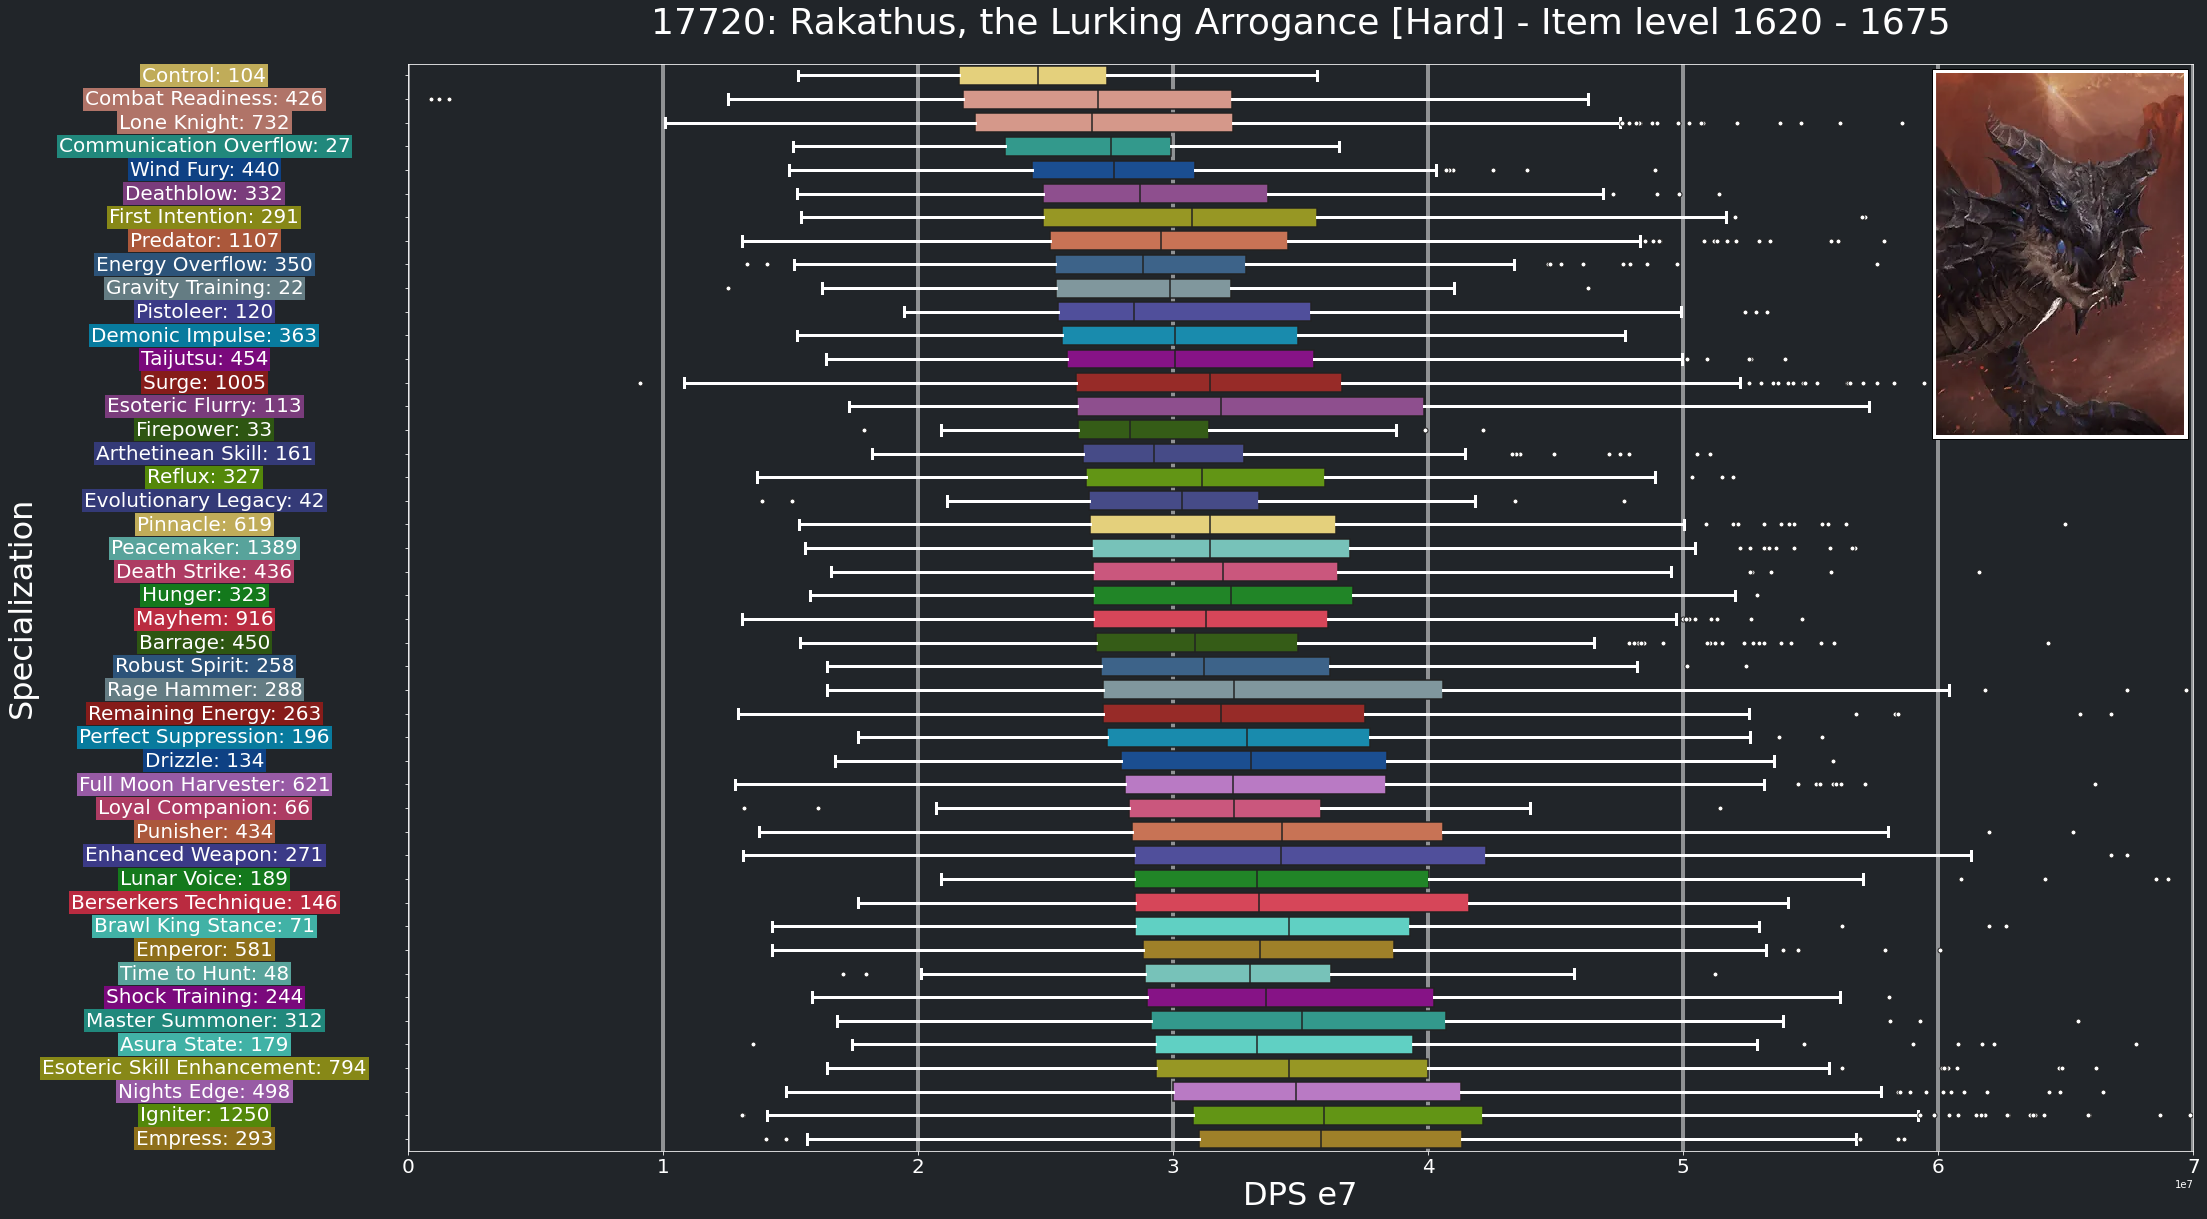 17720: Rakathus, the Lurking Arrogance [Hard] - Item level 1620 - 1675
Specialization
Control: 104
Combat Readiness: 426
Lone Knight: 732
Communication Overflow: 27
Wind Fury: 440
Deathblow: 332
First Intention: 291
Predator: 1107
Energy Overflow: 350
Gravity Training: 22
Pistoleer: 120
Demonic Impulse: 363
Taijutsu: 454
Surge: 1005
Esoteric Flurry: 113
Firepower: 33
Arthetinean Skill: 161
Reflux: 327
Evolutionary Legacy: 42
Pinnacle: 619
Peacemaker: 1389
Death Strike: 436
Hunger: 323
Mayhem: 916
Barrage: 450
Robust Spirit: 258
Rage Hammer: 288
Remaining Energy: 263
Perfect Suppression: 196
Drizzle: 134
Full Moon Harvester: 621
Loyal Companion: 66
Punisher: 434
Enhanced Weapon: 271
Lunar Voice: 189
Berserkers Technique: 146
Brawl King Stance: 71
Emperor: 581
Time to Hunt: 48
Shock Training: 244
Master Summoner: 312
Asura State: 179
Esoteric Skill Enhancement: 794
Nights Edge: 498
Igniter: 1250
Empress: 293
0 1 2 3 4 5 6 7
1e7
DPS e7